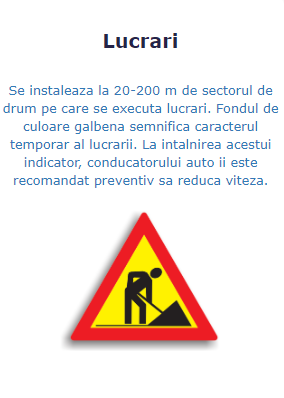 Lucrari
Se instaleaza la 20-200 m de sectorul de
drum pe care se executa lucrari. Fondul de
culoare galbena semnifica caracterul
temporar al lucrarii. La intalnirea acestui
indicator, conducatorului auto ii este
recomandat preventiv sa reduca viteza.